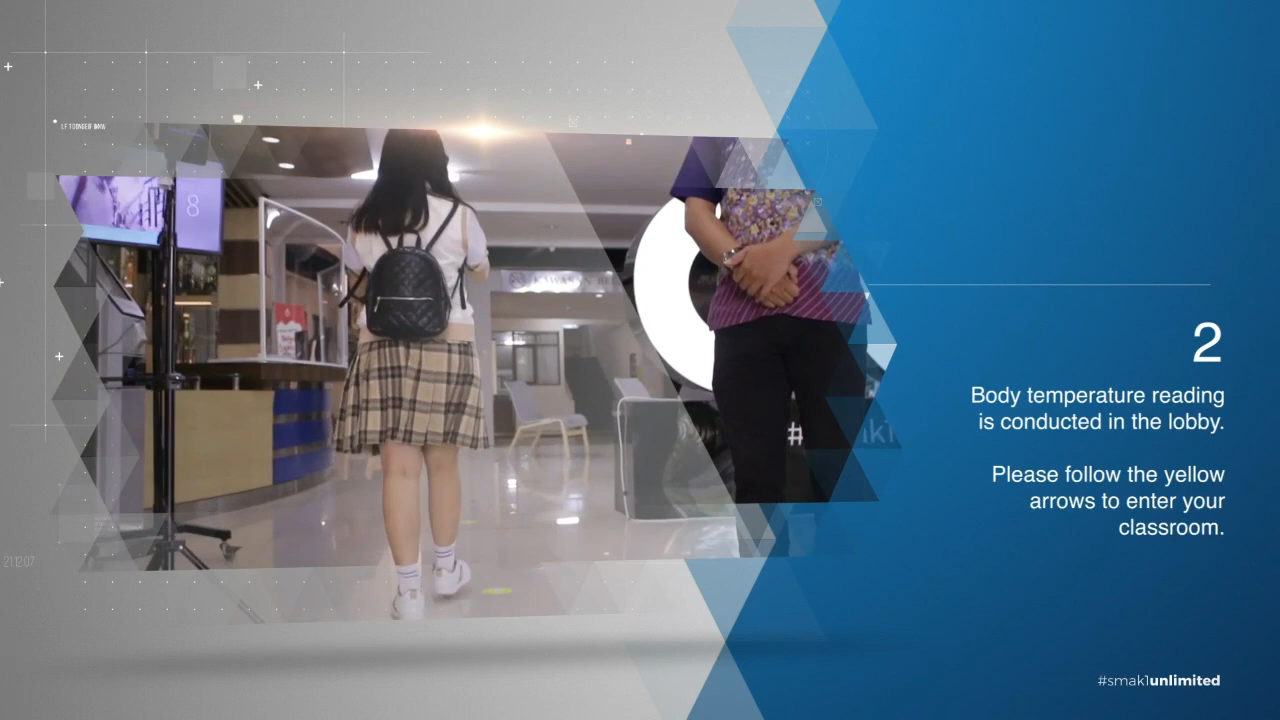 8
2
Body temperature reading
is conducted in the lobby.
Please follow the yellow
arrows to enter your
classroom.
#smak1unlimited